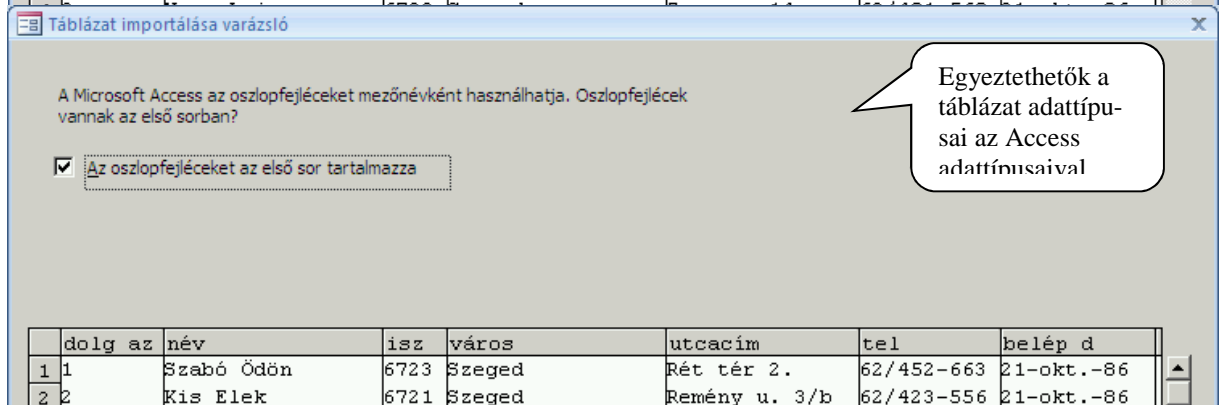 Táblázat importálása varázsló
A Microsoft Access az oszlopfejléceket mezőnévként használhatja. Oszlopfejlécek
vannak az első sorban?
Az oszlopfejléceket az első sor tartalmazza
Egyeztethetők a
táblázat adattípu-
sai az Access
adattípusaival
dolg az név isz város utcacím tel belép d
1 1 Szabó Ödön 6723 Szeged Rét tér 2. 62/452-663 21-okt.-86
2 2 Kis Elek 6721 Szeged Remény u. 3/b 62/423-556 21-okt.-86